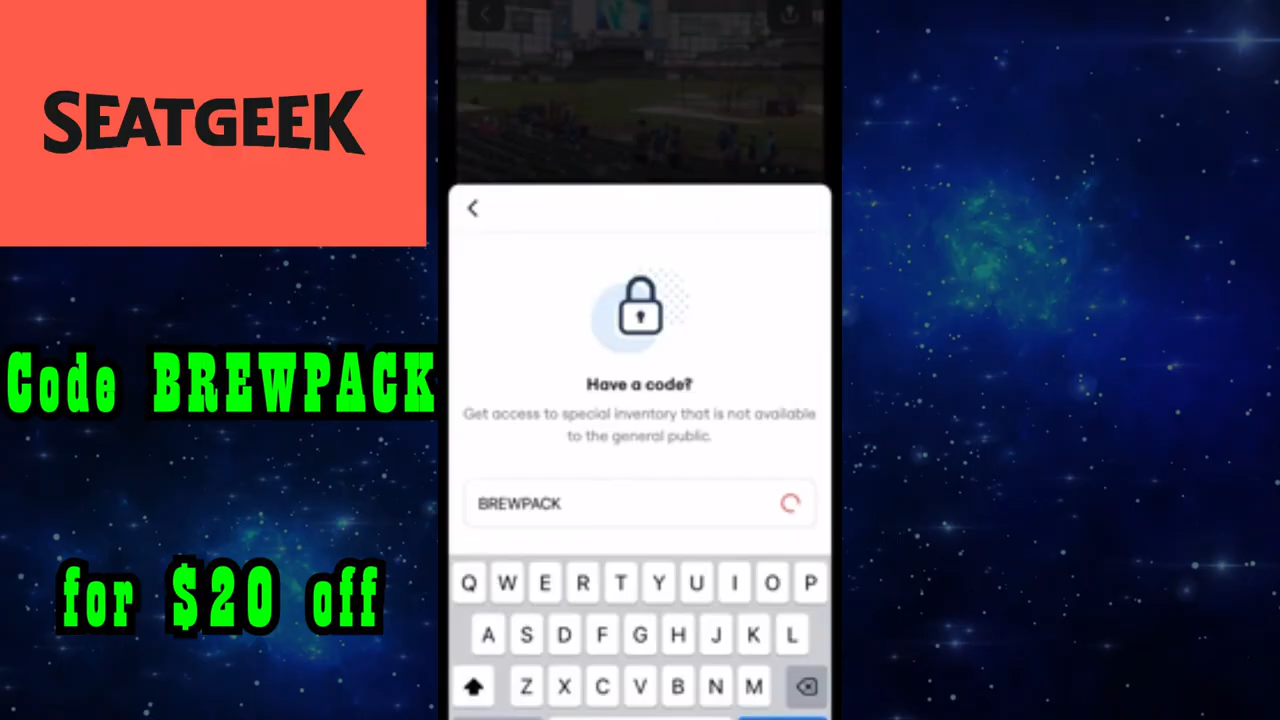 SEATGEEK
Code BREWPACK
for $20 off
Have a code?
Get access to special inventory that is not available
to the general public.
BREWPACK
Q W E R T Y U I O P
A S D F G H J K L
Z X C V B N M